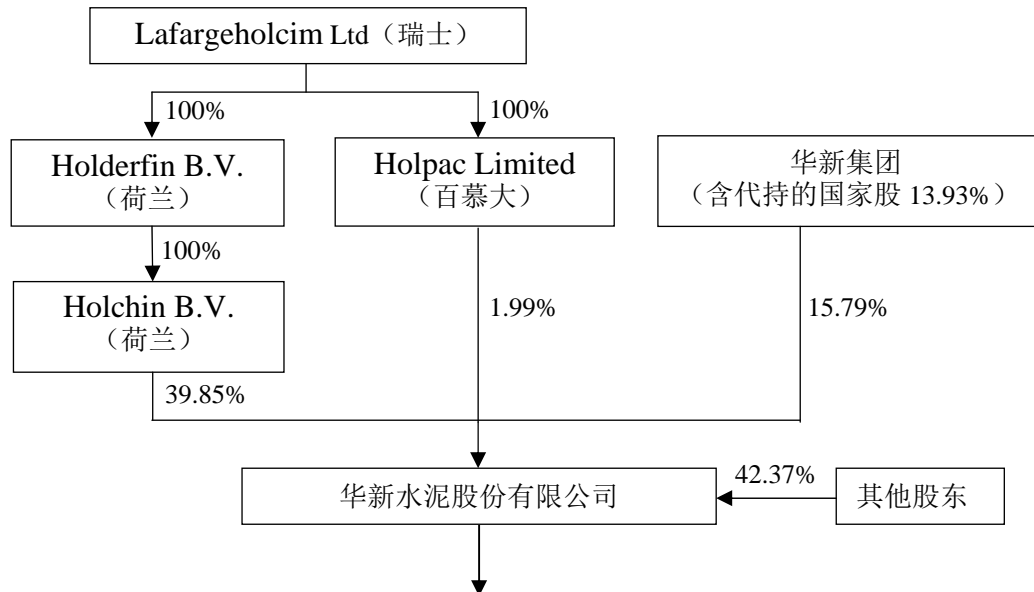 Lafargeholcim Ltd（瑞士）
100%
100%
Holderfin B.V.
（荷兰）
Holpac Limited
（百慕大）
华新集团
（含代持的国家股 13.93%）
100%
Holchin B.V.
（荷兰）
1.99%
15.79%
39.85%
华新水泥股份有限公司
42.37%
其他股东